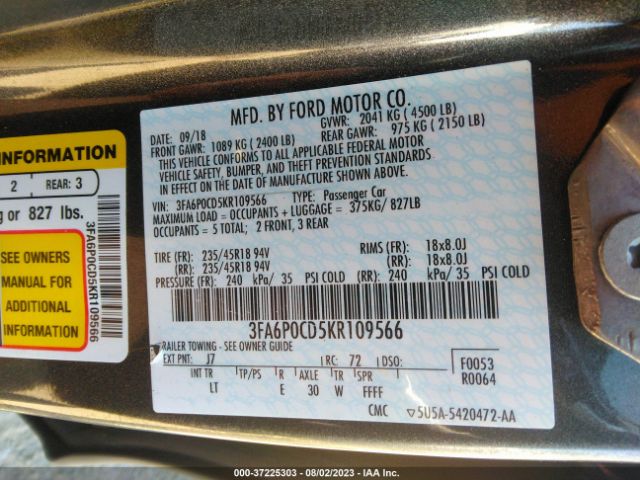 INFORMATION
2 REAR: 3
g or 827 lbs.
SEE OWNERS
MANUAL FOR
ADDITIONAL
INFORMATION
3FA6P0CD5KR109566
MFD. BY FORD MOTOR CO.
DATE: 09/18 GVWR: 2041 KG ( 4500 LB)
FRONT GAWR: 1089 KG ( 2400 LB) REAR GAWR: 975 KG ( 2150 LB)
THIS VEHICLE CONFORMS TO ALL APPLICABLE FEDERAL MOTOR
VEHICLE SAFETY, BUMPER, AND THEFT PREVENTION STANDARDS
IN EFFECT ON THE DATE OF MANUFACTURE SHOWN ABOVE.
VIN: 3FA6P0CD5KR109566 TYPE: Passenger Car
MAXIMUM LOAD = OCCUPANTS + LUGGAGE = 375KG/ 827LB
OCCUPANTS = 5 TOTAL; 2 FRONT, 3 REAR
TIRE (FR): 235/45R18 94V RIMS (FR): 18x8.0J
(RR): 235/45R18 94V (RR): 18x8.0J
PRESSURE (FR): 240 kPa/ 35 PSI COLD (RR): 240 kPa/ 35 PSI COLD
3FA6P0CD5KR109566
TRAILER TOWING - SEE OWNER GUIDE
EXT PNT: J7 RC: 72 DSO: F0053
INT TR TP/PS R AXLE TR SPR R0064
LT E 30 W FFFF
CMC ▽5U5A-5420472-AA
000-37225303 - 08/02/2023 - IAA Inc.